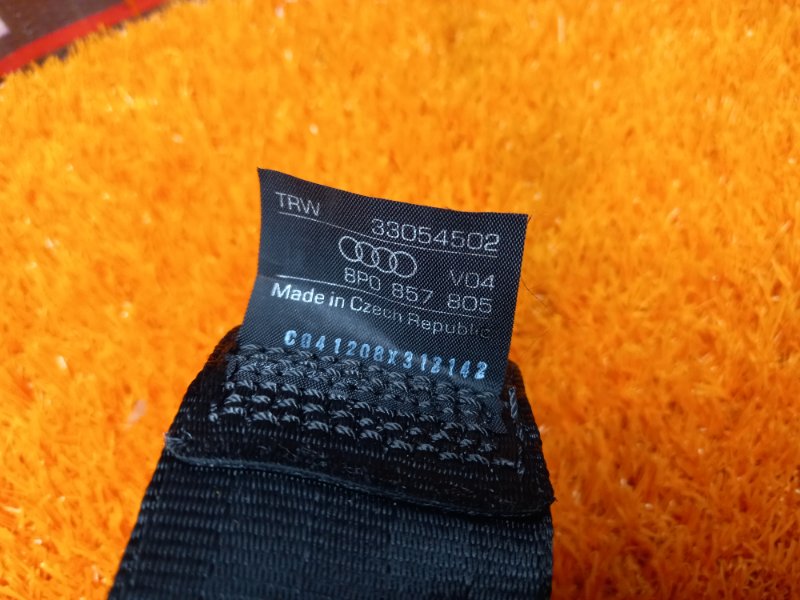 TRW 33054502
V04
8P0 857 805
Made in Czech Republic
C041208X312142